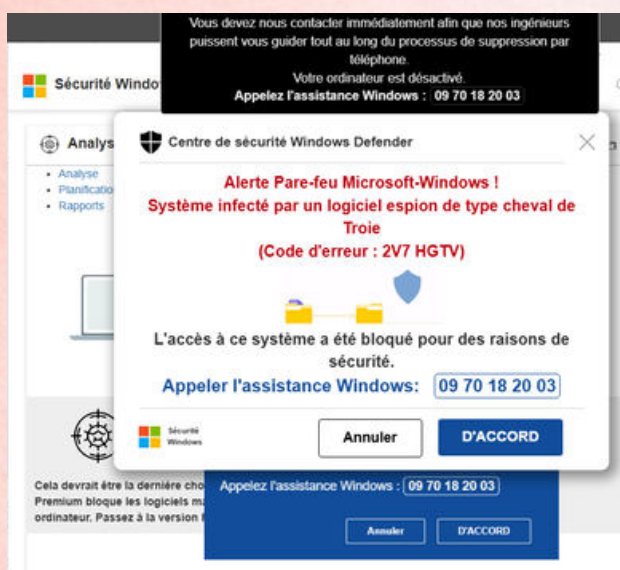 Vous devez nous contacter immédiatement afin que nos ingénieurs
puissent vous guider tout au long du processus de suppression par
téléphone.
Votre ordinateur est désactivé.
Appelez l'assistance Windows : 09 70 18 20 03
Sécurité
Analys
Centre de sécurité Windows Defender
• Analyse
• Rapports
Alerte Pare-feu Microsoft-Windows !
Système infecté par un logiciel espion de type cheval de
Troie
(Code d'erreur : 2V7 HGTV)
L'accès à ce système a été bloqué pour des raisons de
sécurité.
Appeler l'assistance Windows: 09 70 18 20 03
Sécurité
Windows
Annuler
D'ACCORD
Cela devrait être la dernière cho
Premium bloque les logiciels ma
ordinateur. Passez à la version
Appelez l'assistance Windows : 09 70 18 20 03
Annuler
D'ACCORD